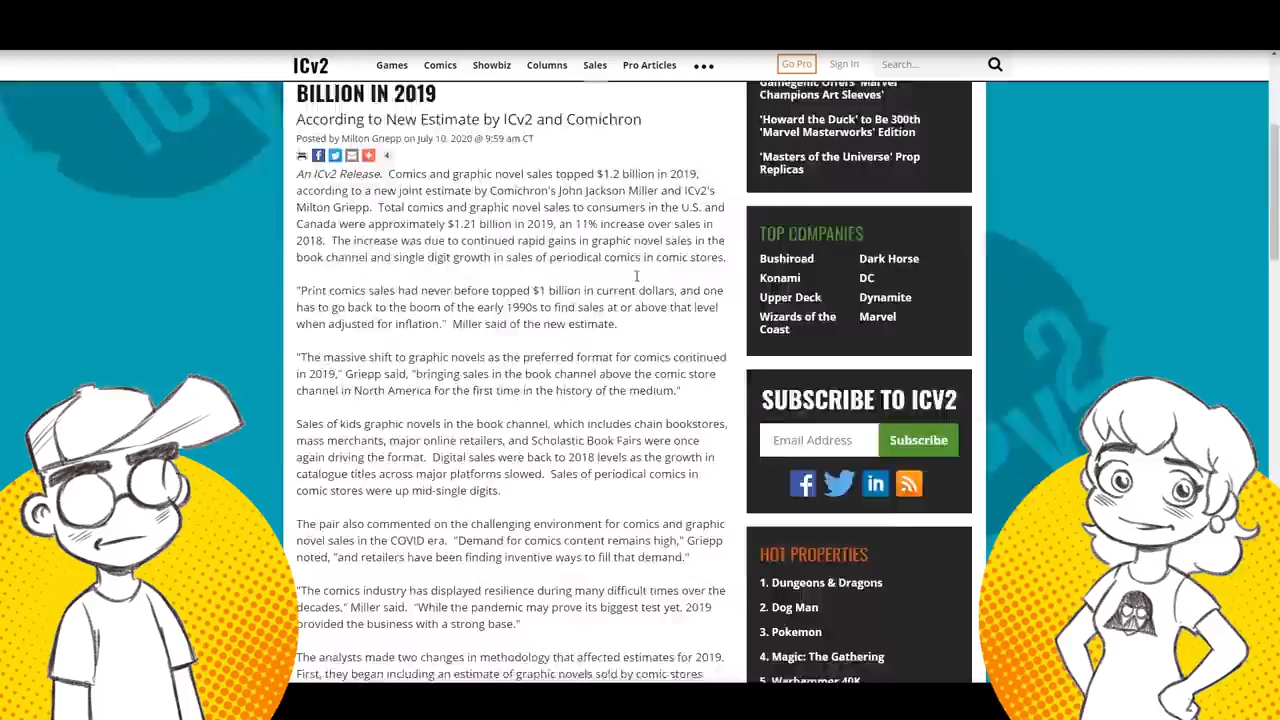 ICv2
Games
Comics
Showbiz
Columns
Sales
Pro Articles
Go Pro
Sign In
Search...
BILLION IN 2019
According to New Estimate by ICv2 and Comichron
Posted by Milton Griepp on July 10, 2020 @ 9:59 am CT
4
An ICv2 Release. Comics and graphic novel sales topped $1.2 billion in 2019,
according to a new joint estimate by Comichron's John Jackson Miller and ICv2's
Milton Griepp. Total comics and graphic novel sales to consumers in the U.S. and
Canada were approximately $1.21 billion in 2019, an 11% increase over sales in
2018. The increase was due to continued rapid gains in graphic novel sales in the
book channel and single digit growth in sales of periodical comics in comic stores.
"Print comics sales had never before topped $1 billion in current dollars, and one
has to go back to the boom of the early 1990s to find sales at or above that level
when adjusted for inflation." Miller said of the new estimate.
"The massive shift to graphic novels as the preferred format for comics continued
in 2019," Griepp said, "bringing sales in the book channel above the comic store
channel in North America for the first time in the history of the medium."
Sales of kids graphic novels in the book channel, which includes chain bookstores,
mass merchants, major online retailers, and Scholastic Book Fairs were once
again driving the format. Digital sales were back to 2018 levels as the growth in
catalogue titles across major platforms slowed. Sales of periodical comics in
comic stores were up mid-single digits.
The pair also commented on the challenging environment for comics and graphic
novel sales in the COVID era. "Demand for comics content remains high," Griepp
noted, "and retailers have been finding inventive ways to fill that demand."
"The comics industry has displayed resilience during many difficult times over the
decades," Miller said. "While the pandemic may prove its biggest test yet, 2019
provided the business with a strong base."
The analysts made two changes in methodology that affected estimates for 2019.
First, they began including an estimate of graphic novels sold by comic stores
Gamegenic Offers 'Marvel
Champions Art Sleeves'
'Howard the Duck' to Be 300th
'Marvel Masterworks' Edition
'Masters of the Universe' Prop
Replicas
TOP COMPANIES
Bushiroad
Konami
Upper Deck
Wizards of the
Coast
Dark Horse
DC
Dynamite
Marvel
SUBSCRIBE TO ICV2
Email Address
Subscribe
HOT PROPERTIES
1. Dungeons & Dragons
2. Dog Man
3. Pokemon
4. Magic: The Gathering
5. Warhammer 40K